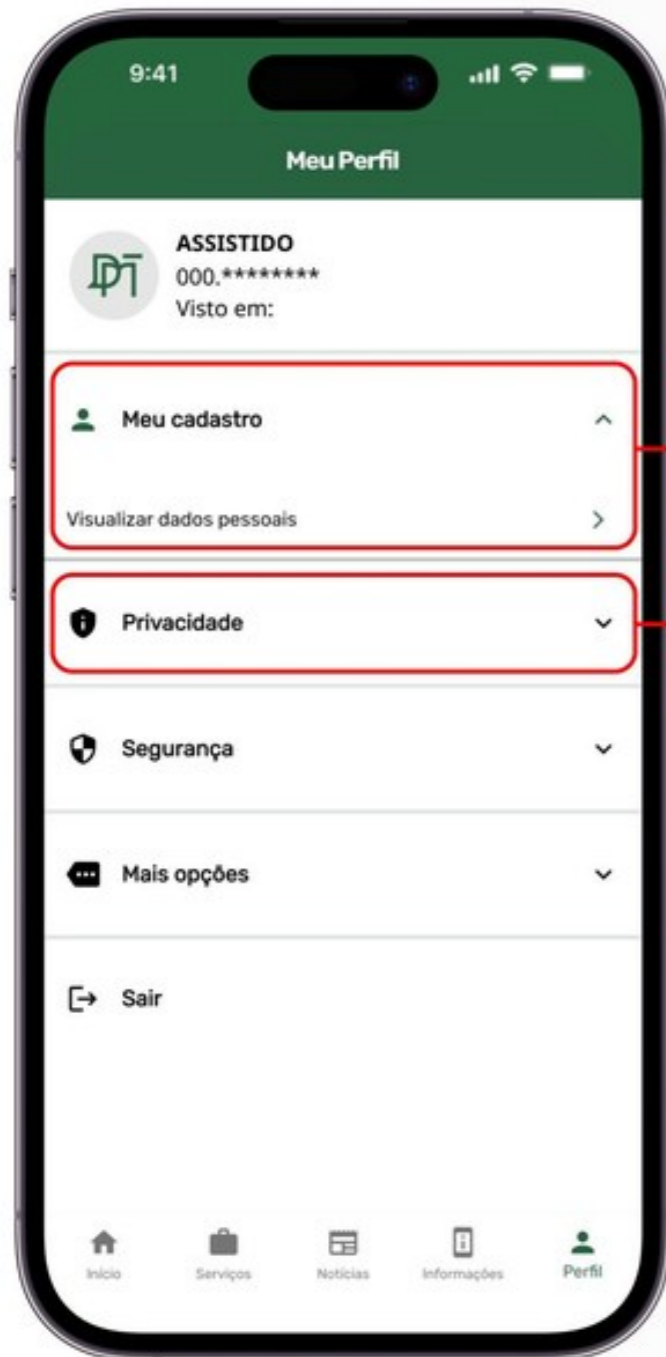 9:41
Meu Perfil
DPT
ASSISTIDO
000.********
Visto em:
Meu cadastro
Visualizar dados pessoais
Privacidade
Segurança
Mais opções
Sair
Início Serviços Notícias Informações Perfil